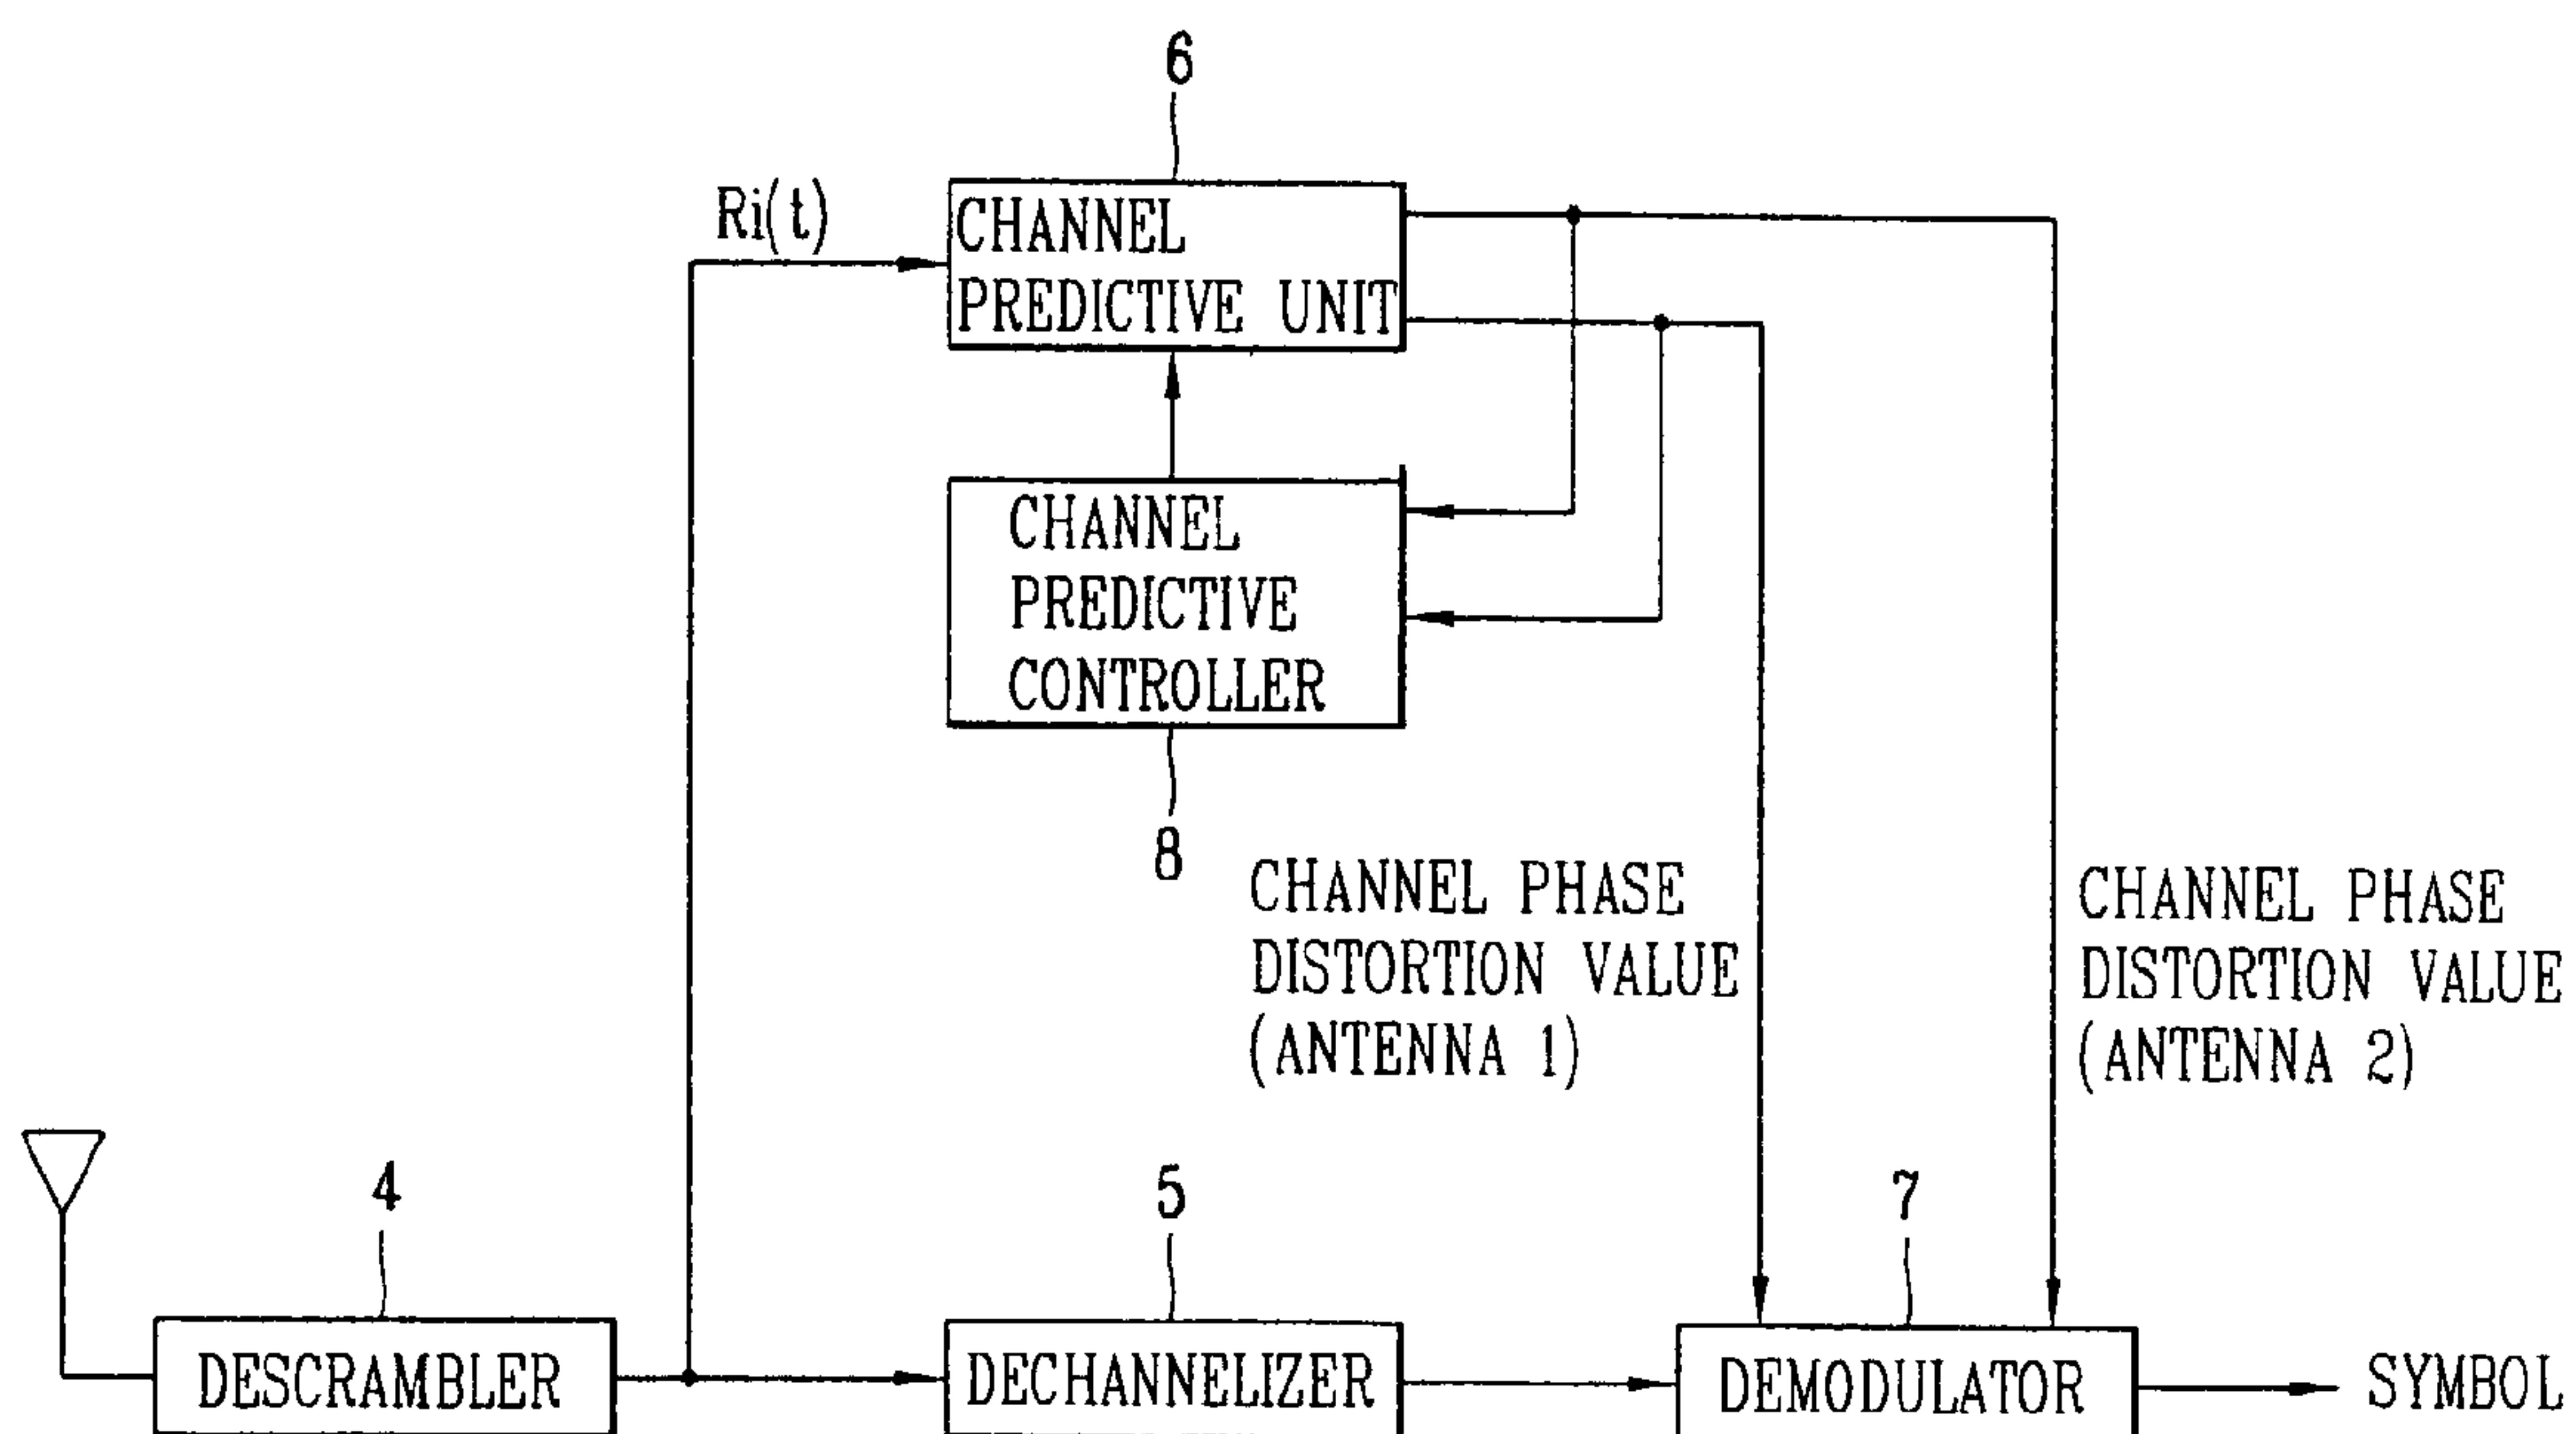 6
Ri(t)
CHANNEL
PREDICTIVE UNIT
CHANNEL
PREDICTIVE
CONTROLLER
8
CHANNEL PHASE
DISTORTION VALUE
(ANTENNA 1)
CHANNEL PHASE
DISTORTION VALUE
(ANTENNA 2)
4
5
7
DESCRAMBLER
DECHANNELIZER
DEMODULATOR
SYMBOL